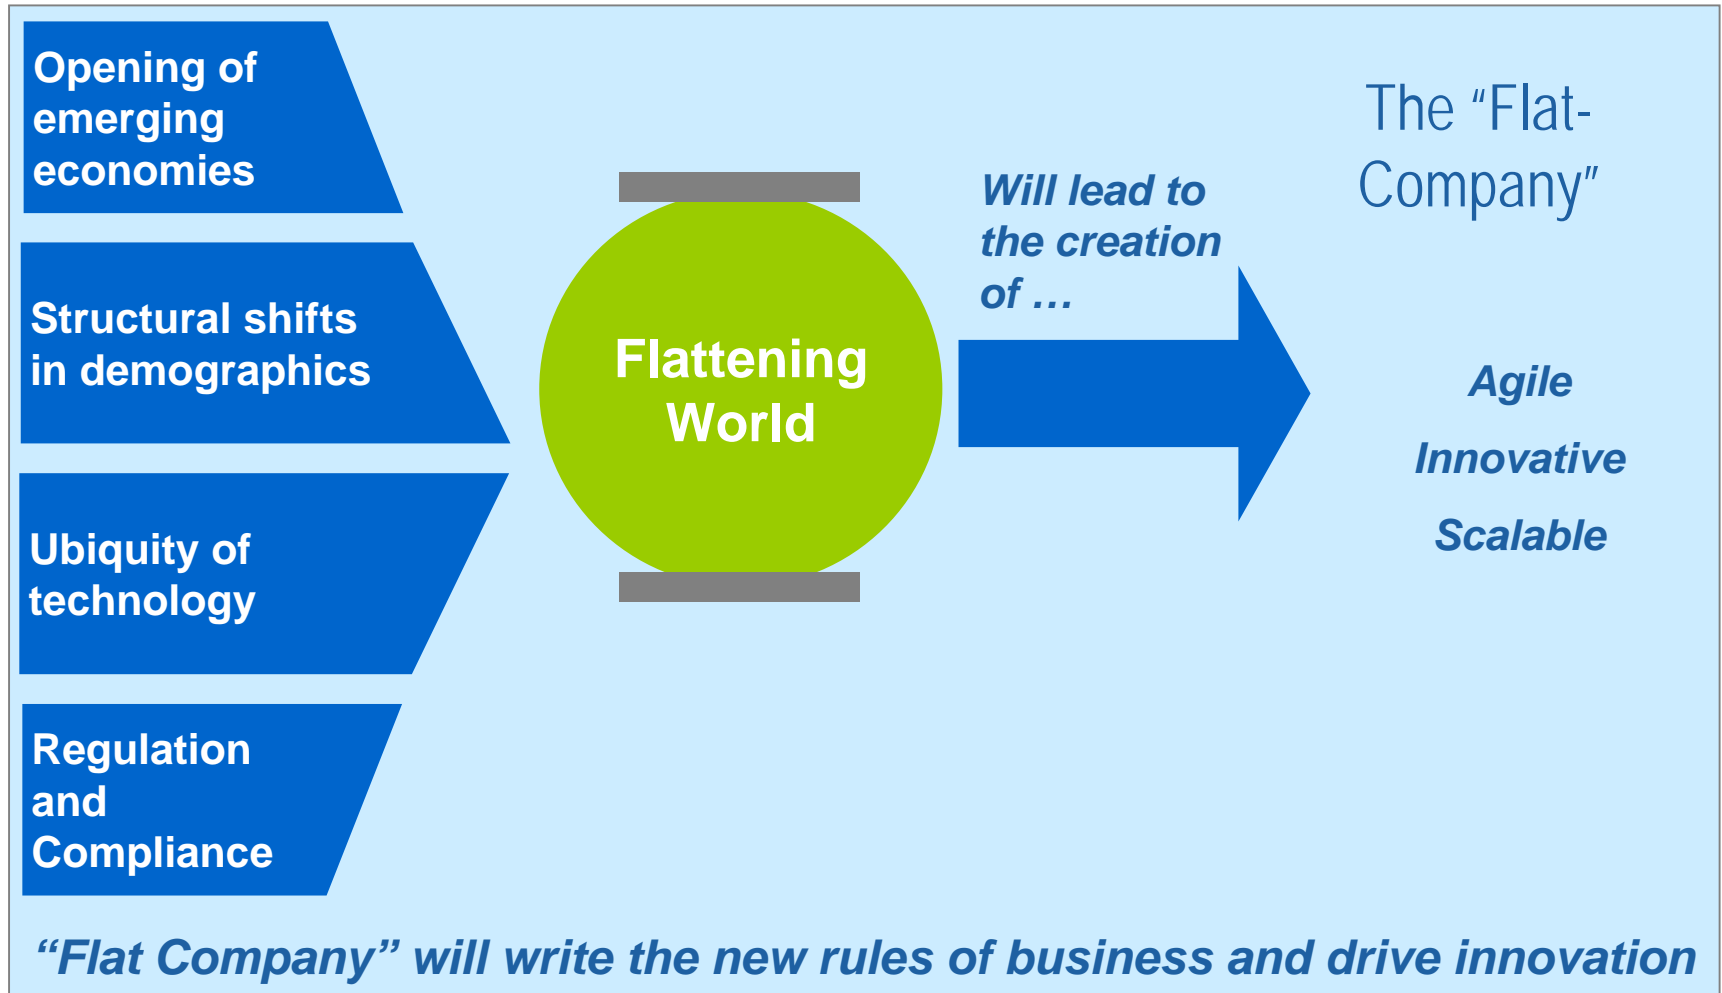 Opening of
emerging
economies
Structural shifts
in demographics
Ubiquity of
technology
Regulation
and
Compliance
Flattening
World
Will lead to
the creation
of …
The “Flat-
Company”
Agile
Innovative
Scalable
“Flat Company” will write the new rules of business and drive innovation